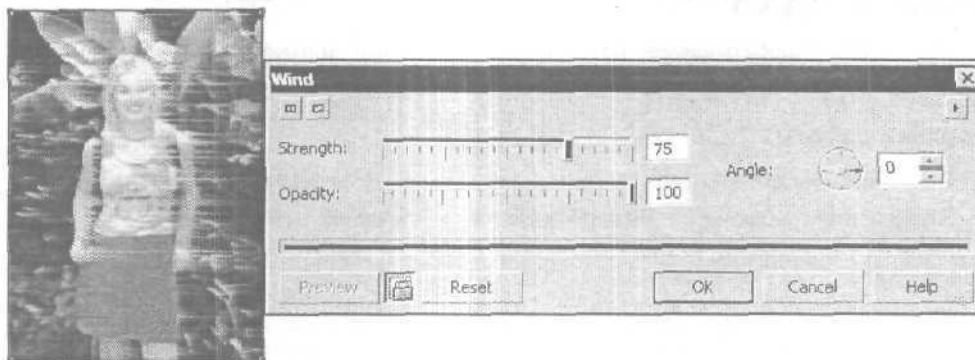 Wind
Strength: 75
Angle: 0
Opacity: 100
Preview Reset OK Cancel Help